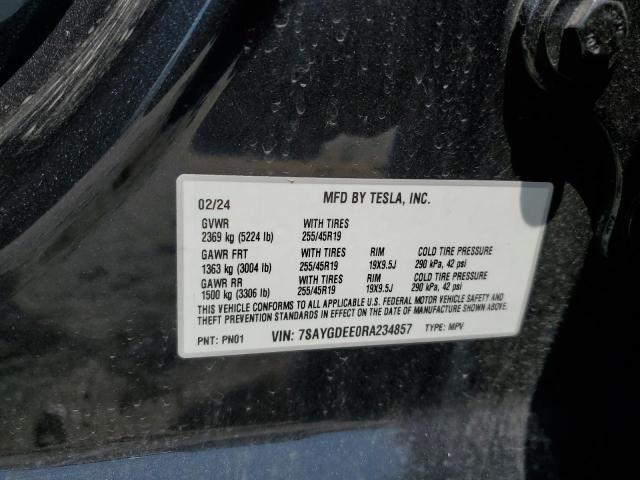 02/24 MFD BY TESLA, INC.
GVWR WITH TIRES
2369 kg (5224 lb) 255/45R19
GAWR FRT WITH TIRES RIM COLD TIRE PRESSURE
1363 kg (3004 lb) 255/45R19 19X9.5J 290 kPa, 42 psi
GAWR RR WITH TIRES RIM COLD TIRE PRESSURE
1500 kg (3306 lb) 255/45R19 19X9.5J 290 kPa, 42 psi
THIS VEHICLE CONFORMS TO ALL APPLICABLE U.S. FEDERAL MOTOR VEHICLE SAFETY AND
THEFT PREVENTION STANDARDS IN EFFECT ON THE DATE OF MANUFACTURE SHOWN ABOVE.
PNT: PN01 VIN: 7SAYGDEE0RA234857 TYPE: MPV